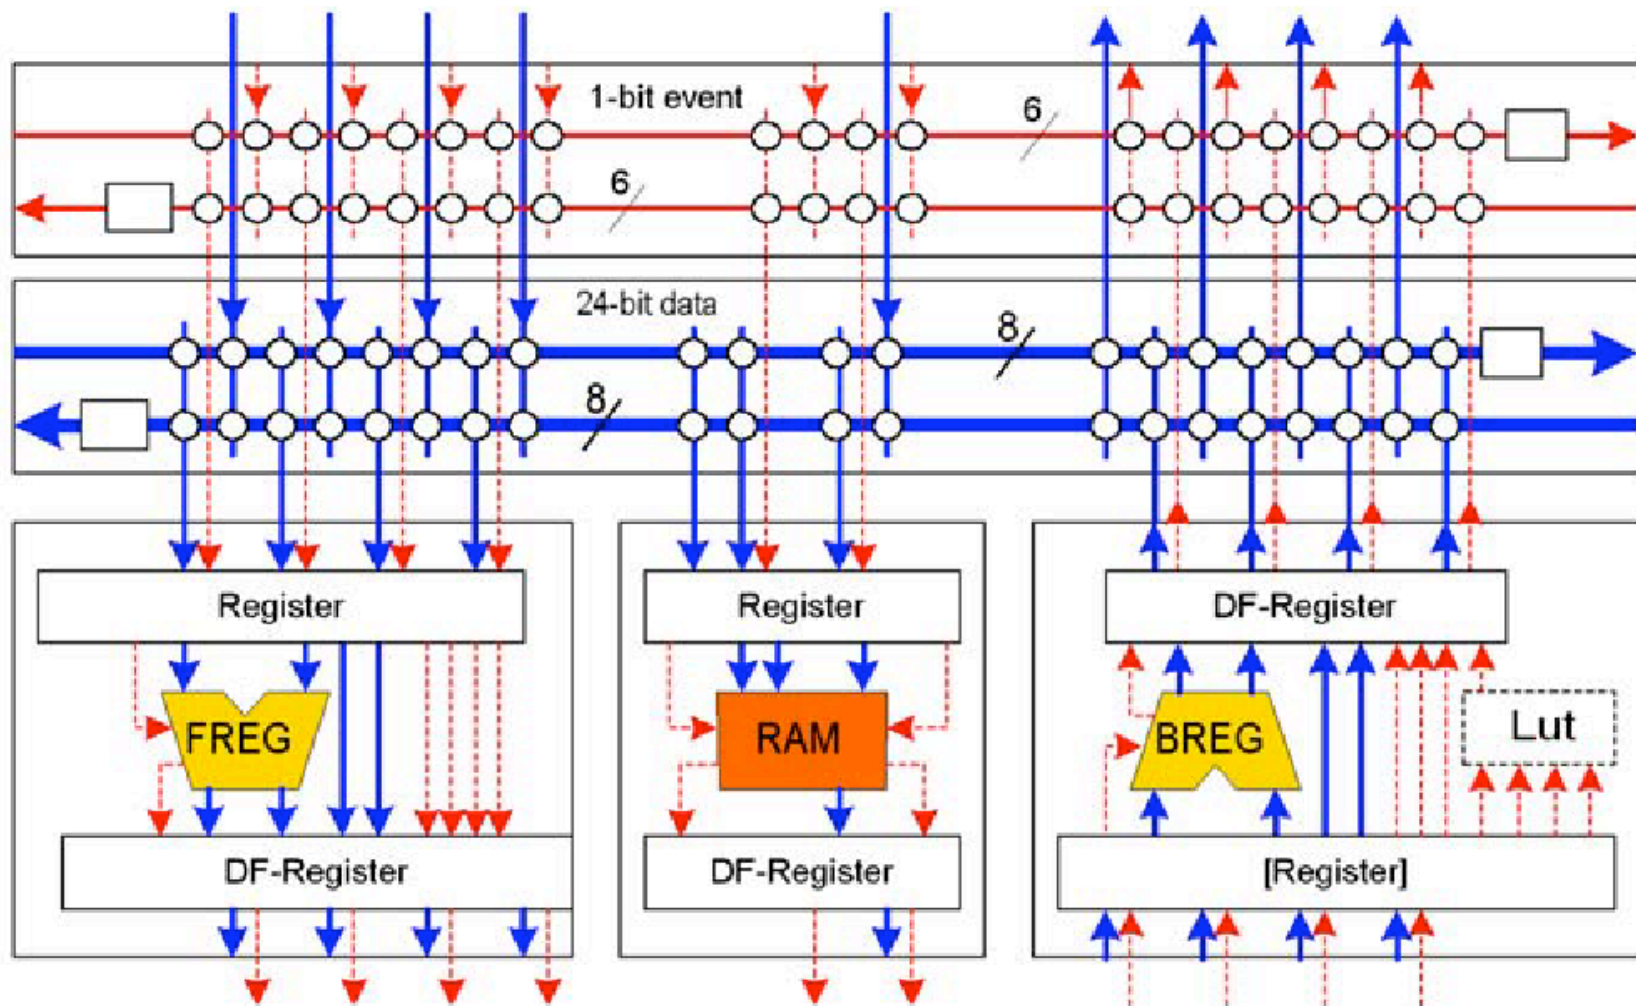 1-bit event
6
6
24-bit data
8
8
Register
Register
DF-Register
FREG
RAM
BREG
Lut
DF-Register
DF-Register
[Register]